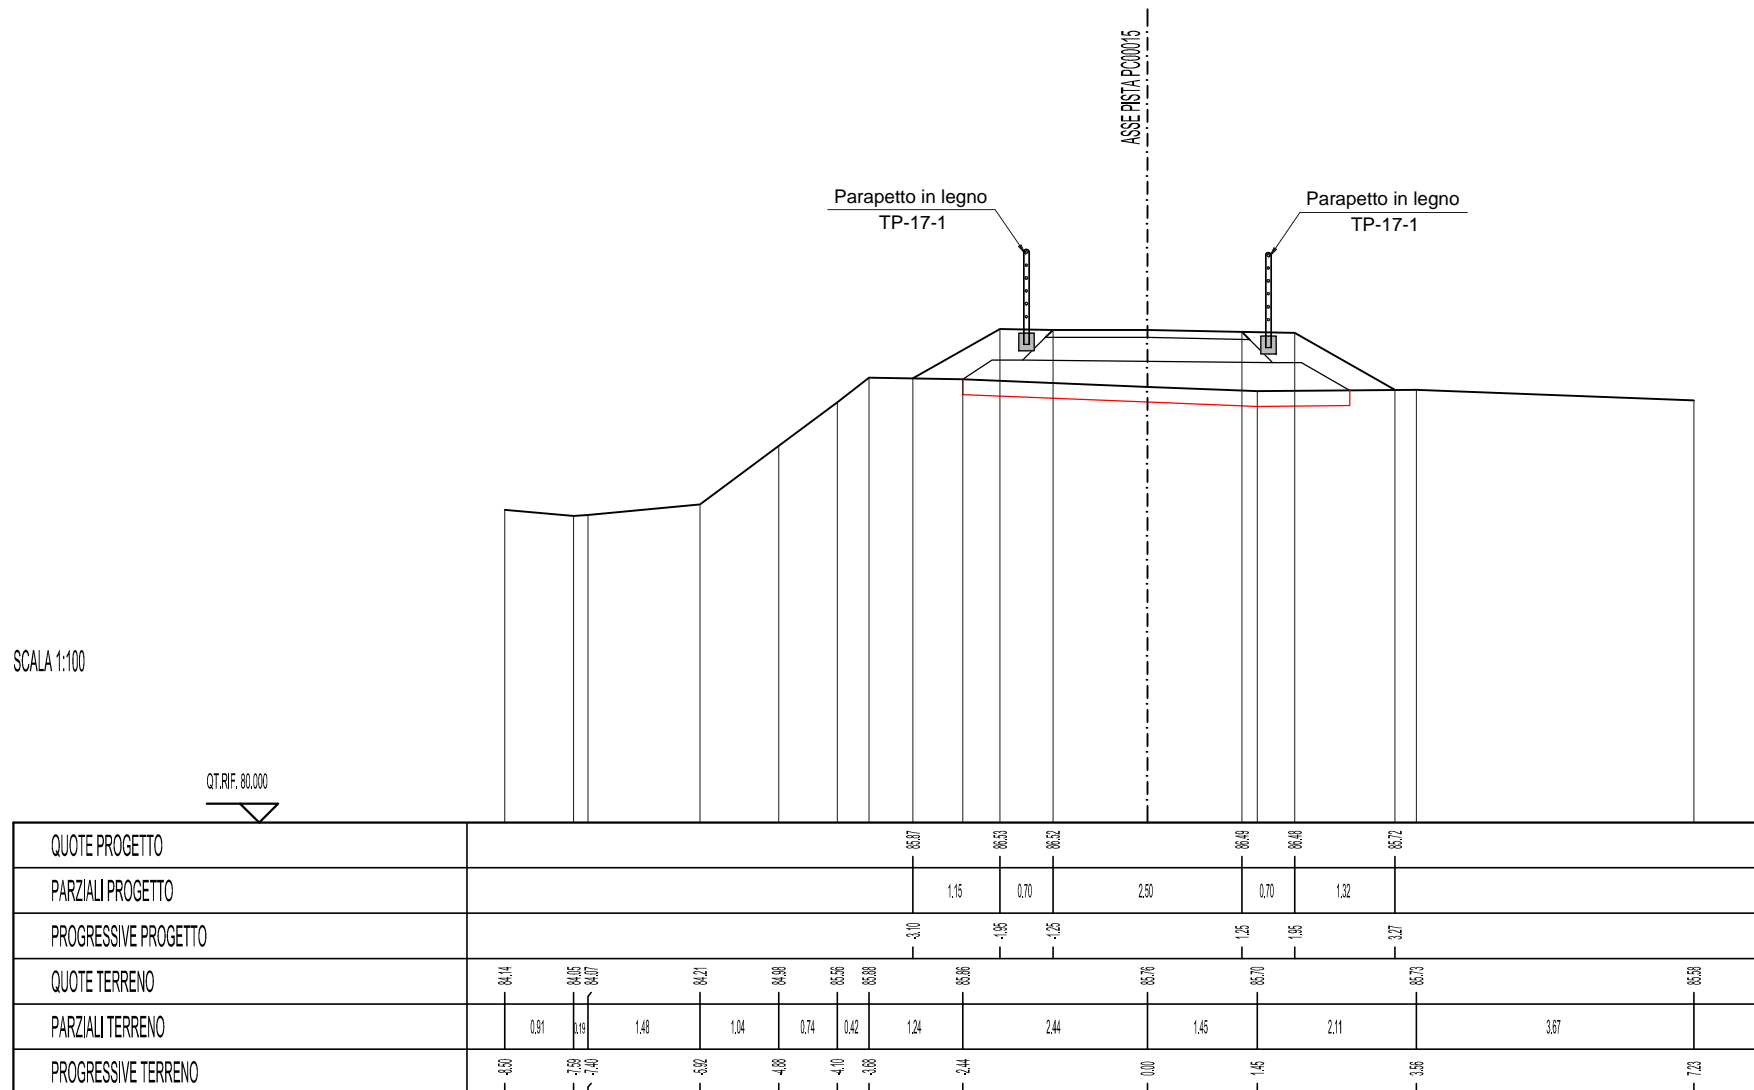 ASSE PISTA PC00015
Parapetto in legno
TP-17-1
Parapetto in legno
TP-17-1
SCALA 1:100
QT.RIF. 80.000
QUOTE PROGETTO
85.87 86.53 86.52 86.49 86.48 85.72
PARZIALI PROGETTO
1.15 0.70 2.50 0.70 1.32
PROGRESSIVE PROGETTO
-3.10 -1.95 -1.25 1.25 1.95 3.27
QUOTE TERRENO
84.14 84.05 84.07 84.21 84.98 85.56 85.88 85.86 85.76 85.70 85.73 85.58
PARZIALI TERRENO
0.91 0.19 1.48 1.04 0.74 0.42 1.24 2.44 1.45 2.11 3.67
PROGRESSIVE TERRENO
-8.50 -7.59 -7.40 -5.92 -4.88 -4.10 -3.68 -2.44 0.00 1.45 3.56 7.23